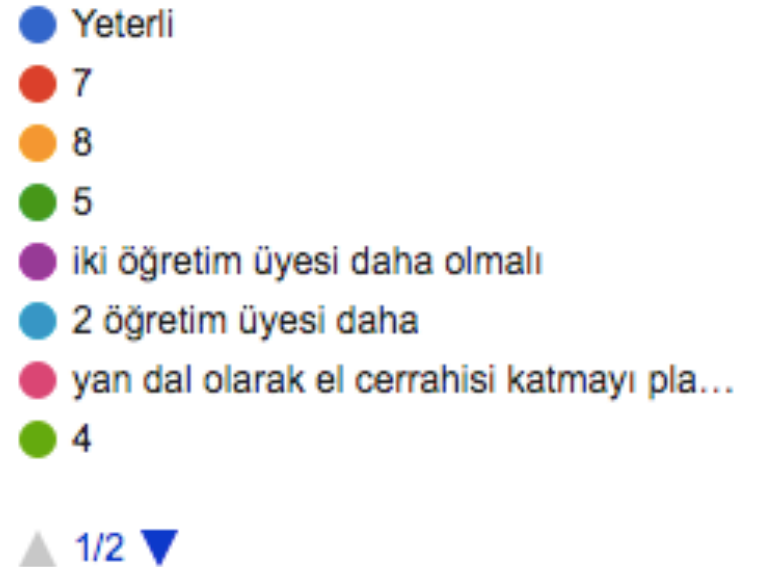 Yeterli
7
8
5
iki öğretim üyesi daha olmalı
2 öğretim üyesi daha
yan dal olarak el cerrahisi katmayı pla…
4
1/2